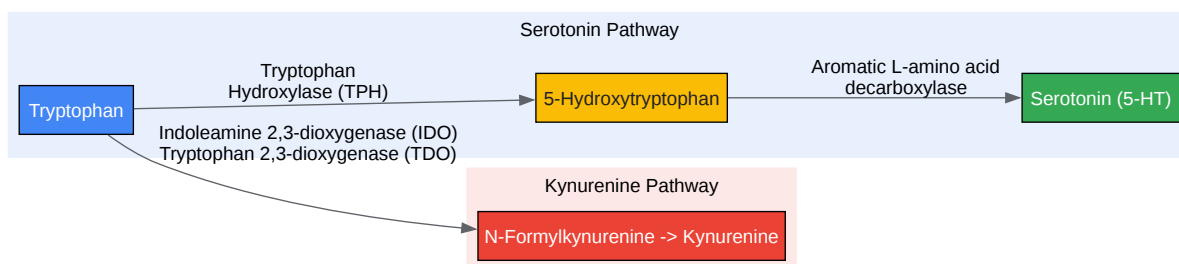 Serotonin Pathway
Tryptophan
Tryptophan
Hydroxylase (TPH)
5-Hydroxytryptophan
Aromatic L-amino acid
decarboxylase
Serotonin (5-HT)
Indoleamine 2,3-dioxygenase (IDO)
Tryptophan 2,3-dioxygenase (TDO)
Kynurenine Pathway
N-Formylkynurenine -> Kynurenine